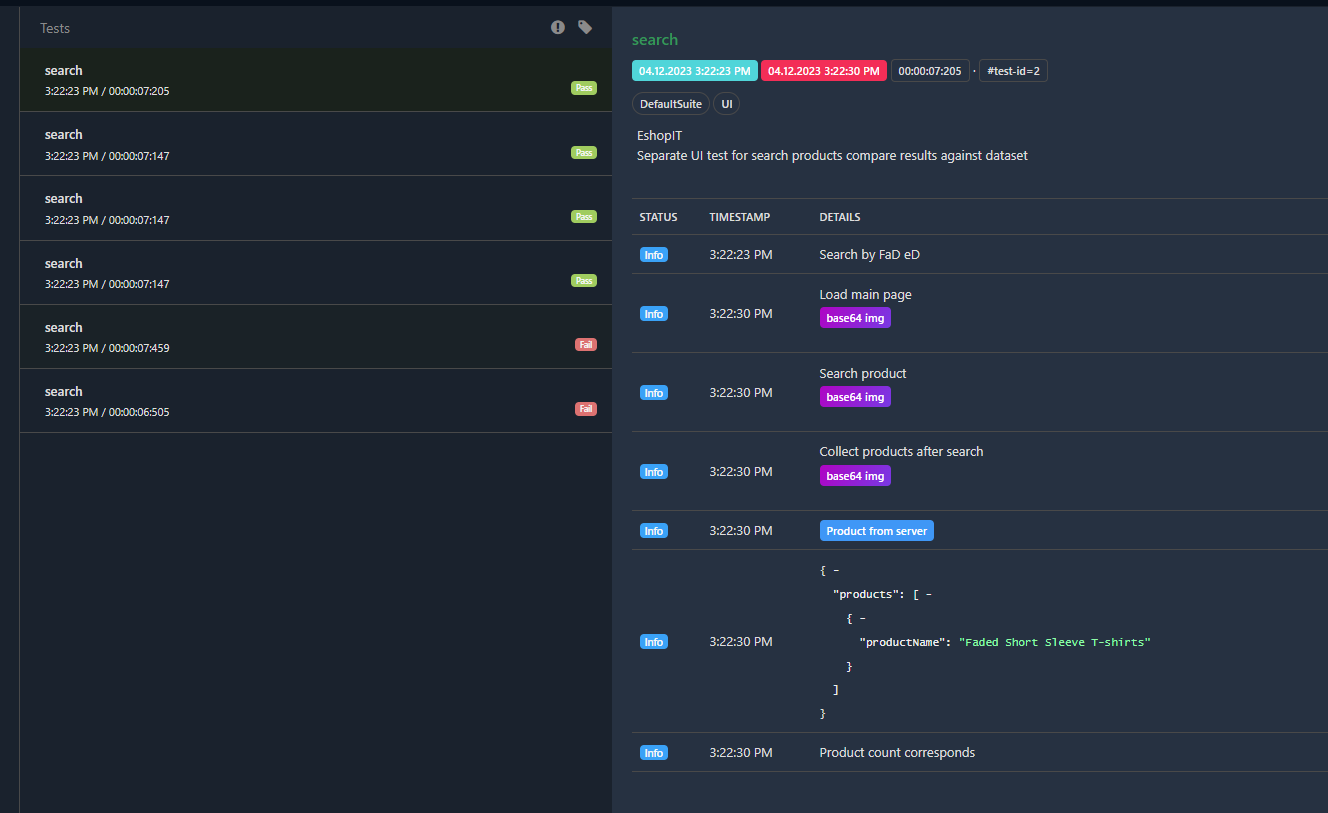 Tests
search
3:22:23 PM / 00:00:07:205
Pass
search
3:22:23 PM / 00:00:07:147
Pass
search
3:22:23 PM / 00:00:07:147
Pass
search
3:22:23 PM / 00:00:07:147
Pass
search
3:22:23 PM / 00:00:07:459
Fail
search
3:22:23 PM / 00:00:06:505
Fail
search
04.12.2023 3:22:23 PM 04.12.2023 3:22:30 PM 00:00:07:205 · #test-id=2
DefaultSuite UI
EshopIT
Separate UI test for search products compare results against dataset
STATUS TIMESTAMP DETAILS
Info 3:22:23 PM Search by FaD eD
Load main page
Info 3:22:30 PM base64 img
Search product
Info 3:22:30 PM base64 img
Collect products after search
Info 3:22:30 PM base64 img
Info 3:22:30 PM Product from server
{ -
"products": [ -
{ -
Info 3:22:30 PM "productName": "Faded Short Sleeve T-shirts"
}
]
}
Info 3:22:30 PM Product count corresponds